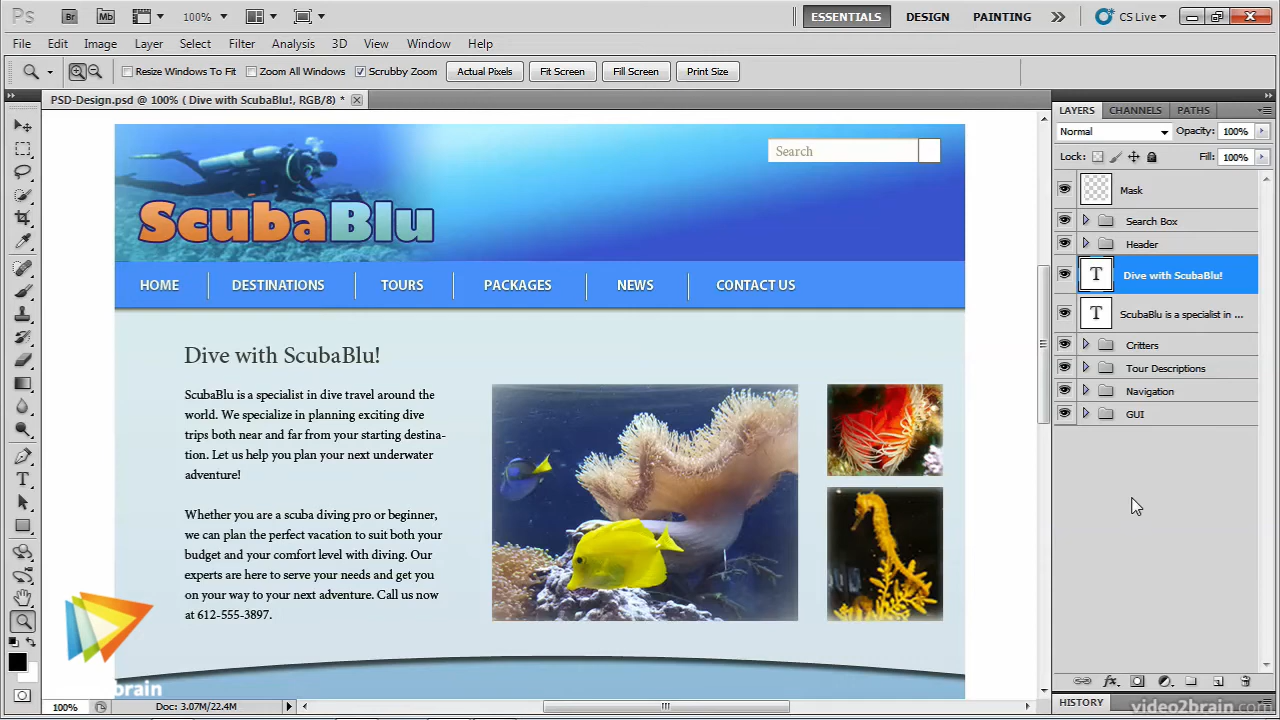 Ps
Br
Mb
100%
ESSENTIALS
DESIGN
PAINTING
CS Live
File Edit Image Layer Select Filter Analysis 3D View Window Help
Resize Windows To Fit
Zoom All Windows
Scrubby Zoom
Actual Pixels
Fit Screen
Fill Screen
Print Size
PSD-Design.psd @ 100% ( Dive with ScubaBlu!, RGB/8) *
Search
ScubaBlu
HOME
DESTINATIONS
TOURS
PACKAGES
NEWS
CONTACT US
Dive with ScubaBlu!
ScubaBlu is a specialist in dive travel around the
world. We specialize in planning exciting dive
trips both near and far from your starting destina-
tion. Let us help you plan your next underwater
adventure!
Whether you are a scuba diving pro or beginner,
we can plan the perfect vacation to suit both your
budget and your comfort level with diving. Our
experts are here to serve your needs and get you
on your way to your next adventure. Call us now
at 612-555-3897.
brain
100%
Doc: 3.07M/22.4M
LAYERS
CHANNELS
PATHS
Normal
Opacity: 100%
Lock:
Fill: 100%
Mask
Search Box
Header
T Dive with ScubaBlu!
T ScubaBlu is a specialist in ...
Critters
Tour Descriptions
Navigation
GUI
HISTORY
video2brain.com